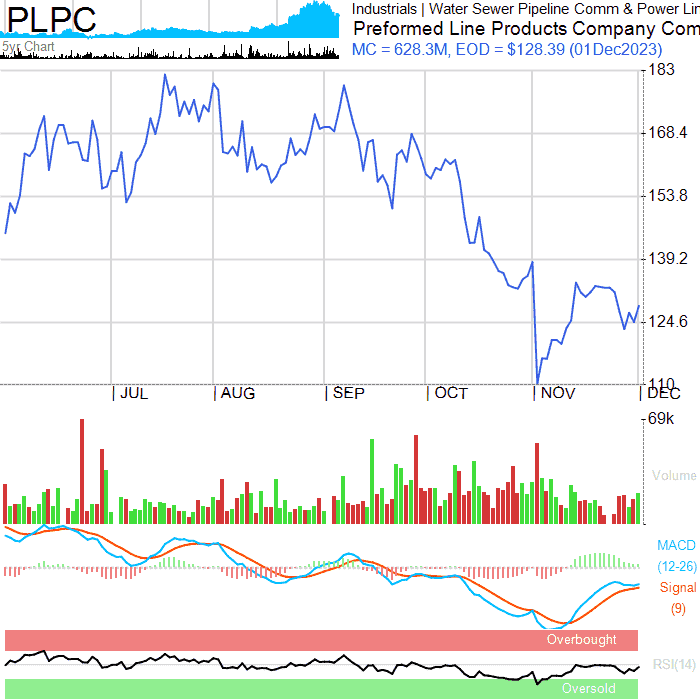 PLPC
5yr Chart
Industrials | Water Sewer Pipeline Comm & Power Lin
Preformed Line Products Company Com
MC = 628.3M, EOD = $128.39 (01Dec2023)
183
168.4
153.8
139.2
124.6
110
JUL AUG SEP OCT NOV DEC
69k
Volume
MACD
(12-26)
Signal
(9)
Overbought
RSI(14)
Oversold